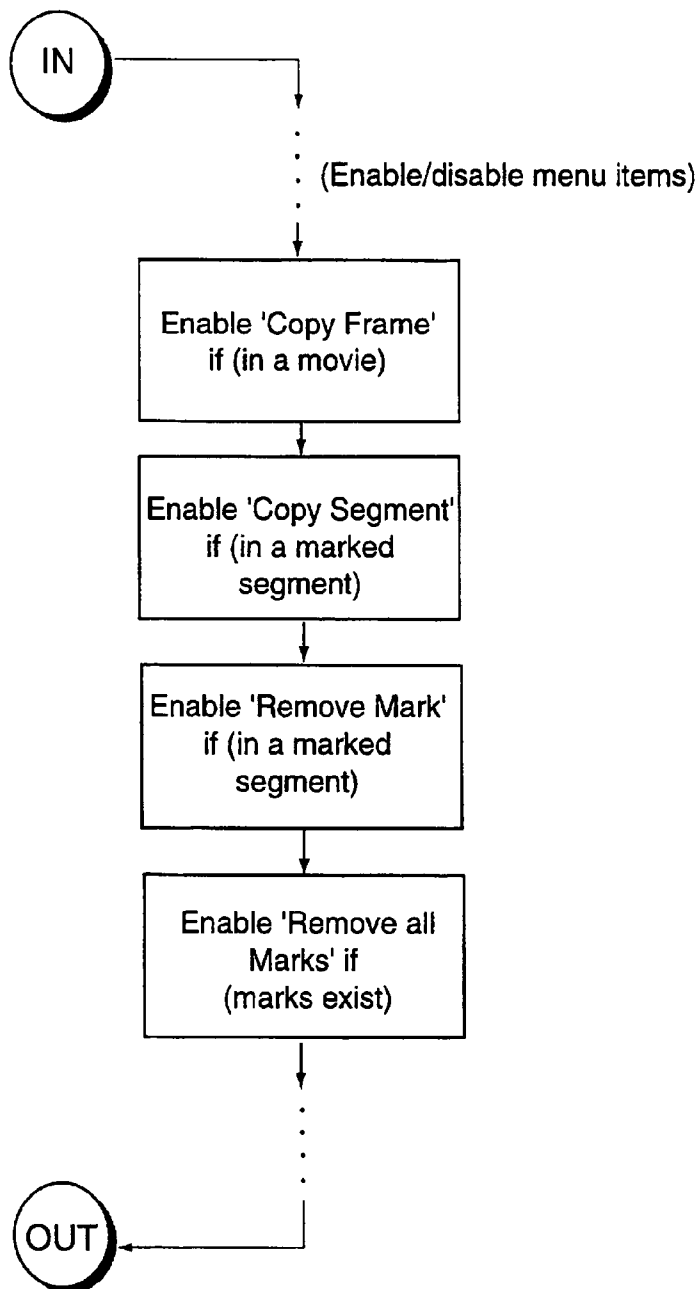 IN
(Enable/disable menu items)
Enable 'Copy Frame'
if (in a movie)
Enable 'Copy Segment'
if (in a marked
segment)
Enable 'Remove Mark'
if (in a marked
segment)
Enable 'Remove all
Marks' if
(marks exist)
OUT